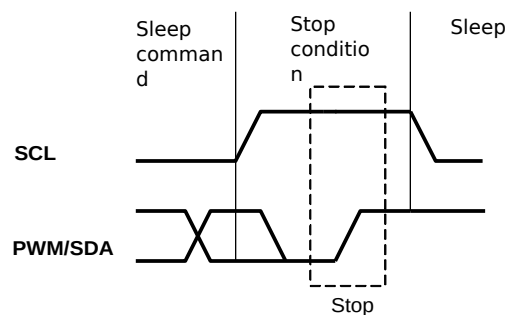 Sleep
comman
d
Stop
conditio
n
Sleep
SCL
PWM/SDA
Stop